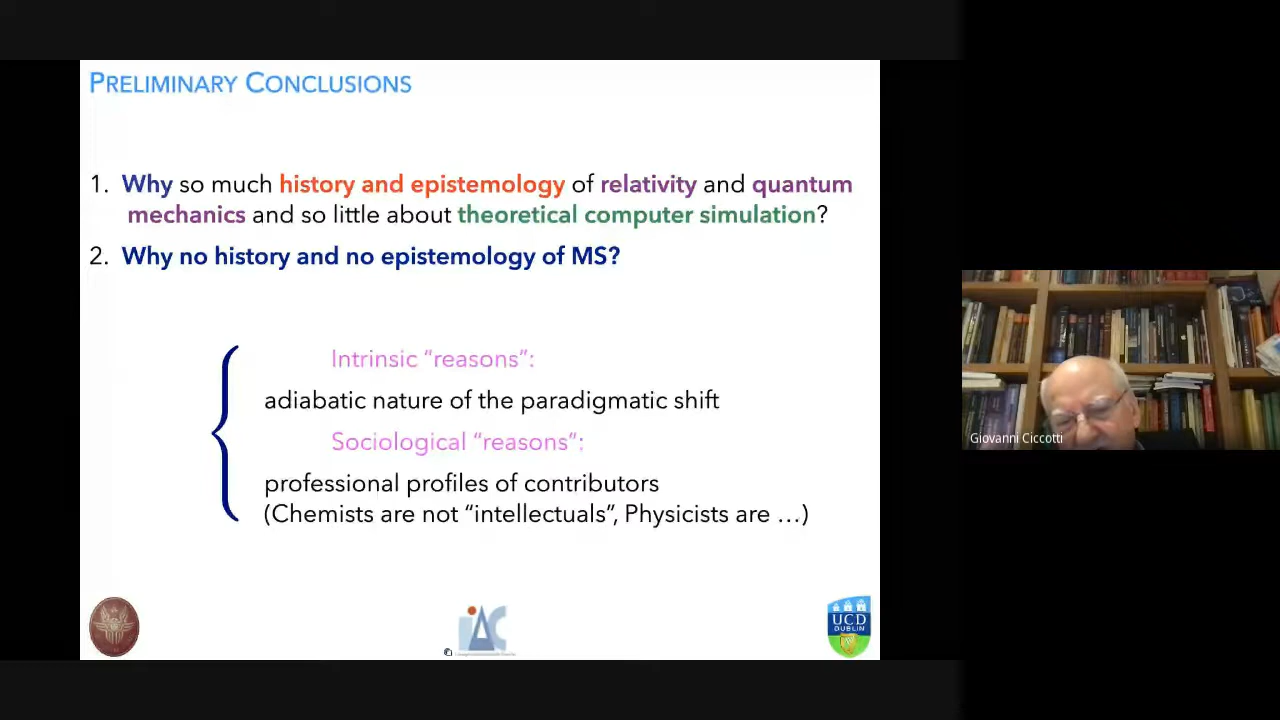 PRELIMINARY CONCLUSIONS
1. Why so much history and epistemology of relativity and quantum
mechanics and so little about theoretical computer simulation?
2. Why no history and no epistemology of MS?
Intrinsic “reasons”:
adiabatic nature of the paradigmatic shift
Sociological “reasons”:
professional profiles of contributors
(Chemists are not “intellectuals”, Physicists are …)
iAC
UCD
DUBLIN
Giovanni Ciccotti